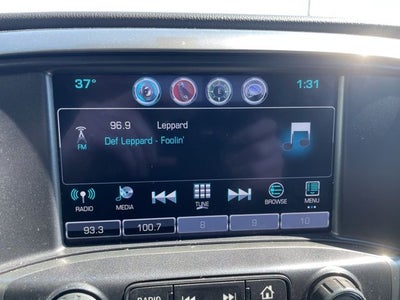 37°
1:31
E
96.9 Leppard
FM
Def Leppard - Foolin'
RADIO MEDIA TUNE BROWSE MENU
93.3 100.7 8 9 10
RADIO